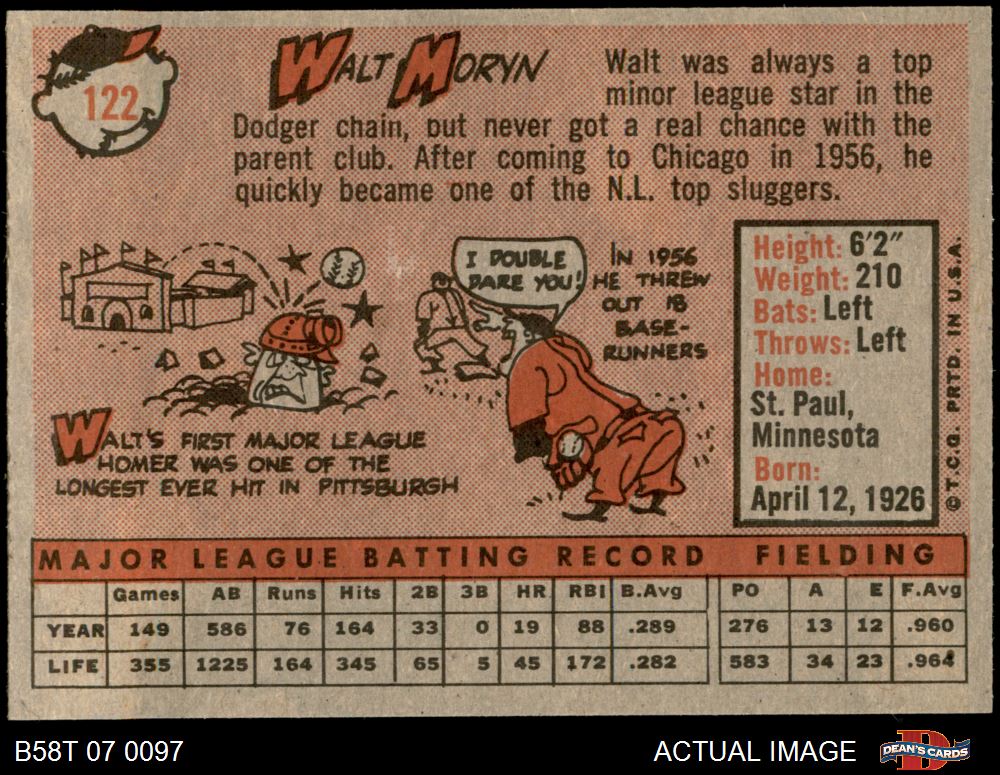 122
WALT MORYN
Walt was always a top
minor league star in the
Dodger chain, but never got a real chance with the
parent club. After coming to Chicago in 1956, he
quickly became one of the N.L. top sluggers.
I DOUBLE
DARE YOU!
IN 1956
HE THREW
OUT 18
BASE-
RUNNERS
WALT'S FIRST MAJOR LEAGUE
HOMER WAS ONE OF THE
LONGEST EVER HIT IN PITTSBURGH
Height: 6'2"
Weight: 210
Bats: Left
Throws: Left
Home:
St. Paul,
Minnesota
Born:
April 12, 1926
© T.C.G. PRTD. IN U.S.A.
MAJOR LEAGUE BATTING RECORD FIELDING
Games AB Runs Hits 2B 3B HR RBI B.Avg PO A E F.Avg
YEAR 149 586 76 164 33 0 19 88 .289 276 13 12 .960
LIFE 355 1225 164 345 65 5 45 172 .282 583 34 23 .964
B58T 07 0097
ACTUAL IMAGE
DEAN'S CARDS